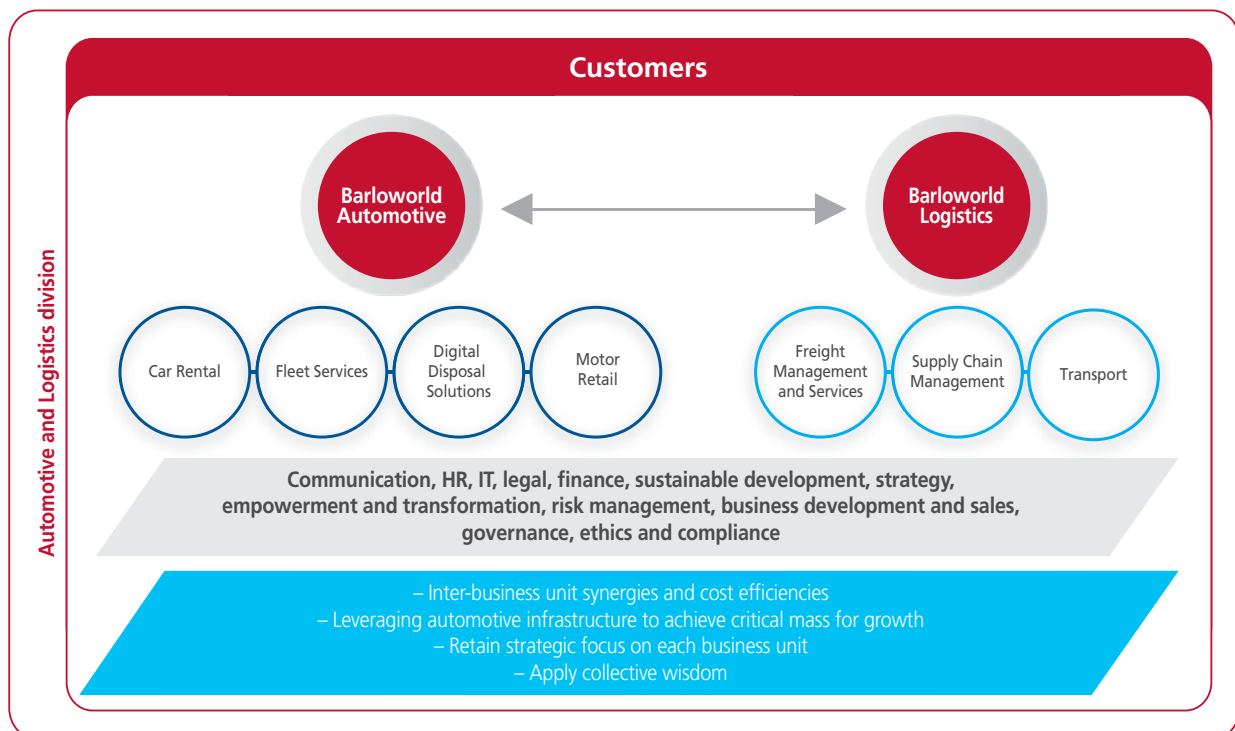 Customers
Automotive and Logistics division
Barloworld
Automotive
Barloworld
Logistics
Car Rental
Fleet Services
Digital
Disposal
Solutions
Motor
Retail
Freight
Management
and Services
Supply Chain
Management
Transport
Communication, HR, IT, legal, finance, sustainable development, strategy,
empowerment and transformation, risk management, business development and sales,
governance, ethics and compliance
– Inter-business unit synergies and cost efficiencies
– Leveraging automotive infrastructure to achieve critical mass for growth
– Retain strategic focus on each business unit
– Apply collective wisdom